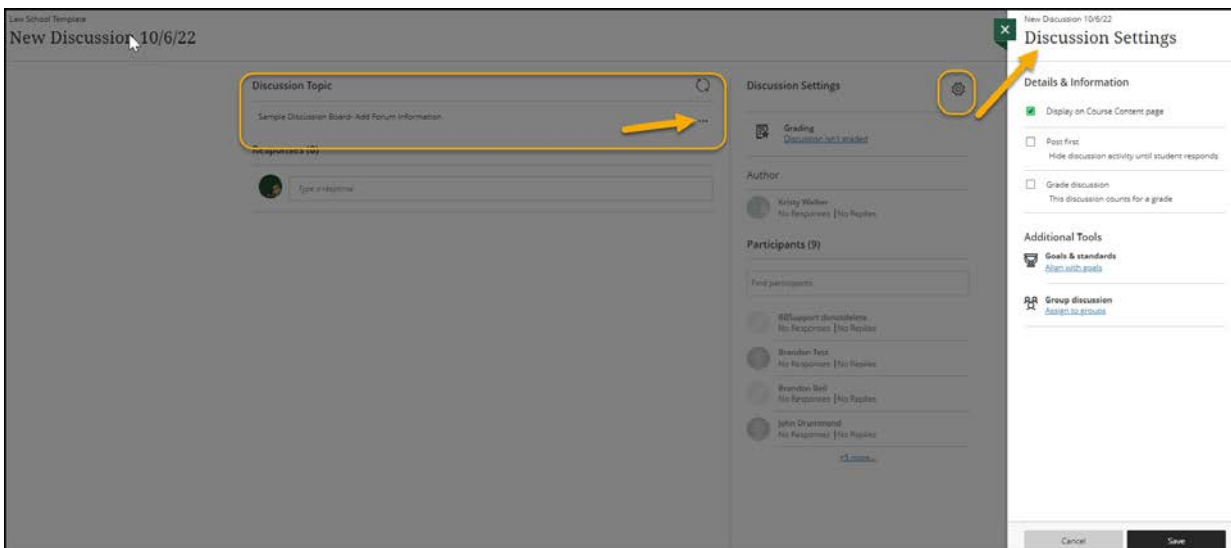 Law School Template
New Discussion 10/6/22
Discussion Topic
Sample Discussion Board- Add Forum Information
...
Responses (0)
Type a response
Discussion Settings
Grading
Discussion isn't graded
Author
Kristy Walker
No Responses | No Replies
Participants (9)
Find participants
BBSupport donotdelete
No Responses | No Replies
Brandon Test
No Responses | No Replies
Brandon Bell
No Responses | No Replies
John Drummond
No Responses | No Replies
+5 more...
New Discussion 10/6/22
Discussion Settings
Details & Information
Display on Course Content page
Post first
Hide discussion activity until student responds
Grade discussion
This discussion counts for a grade
Additional Tools
Goals & standards
Align with goals
Group discussion
Assign to groups
Cancel
Save